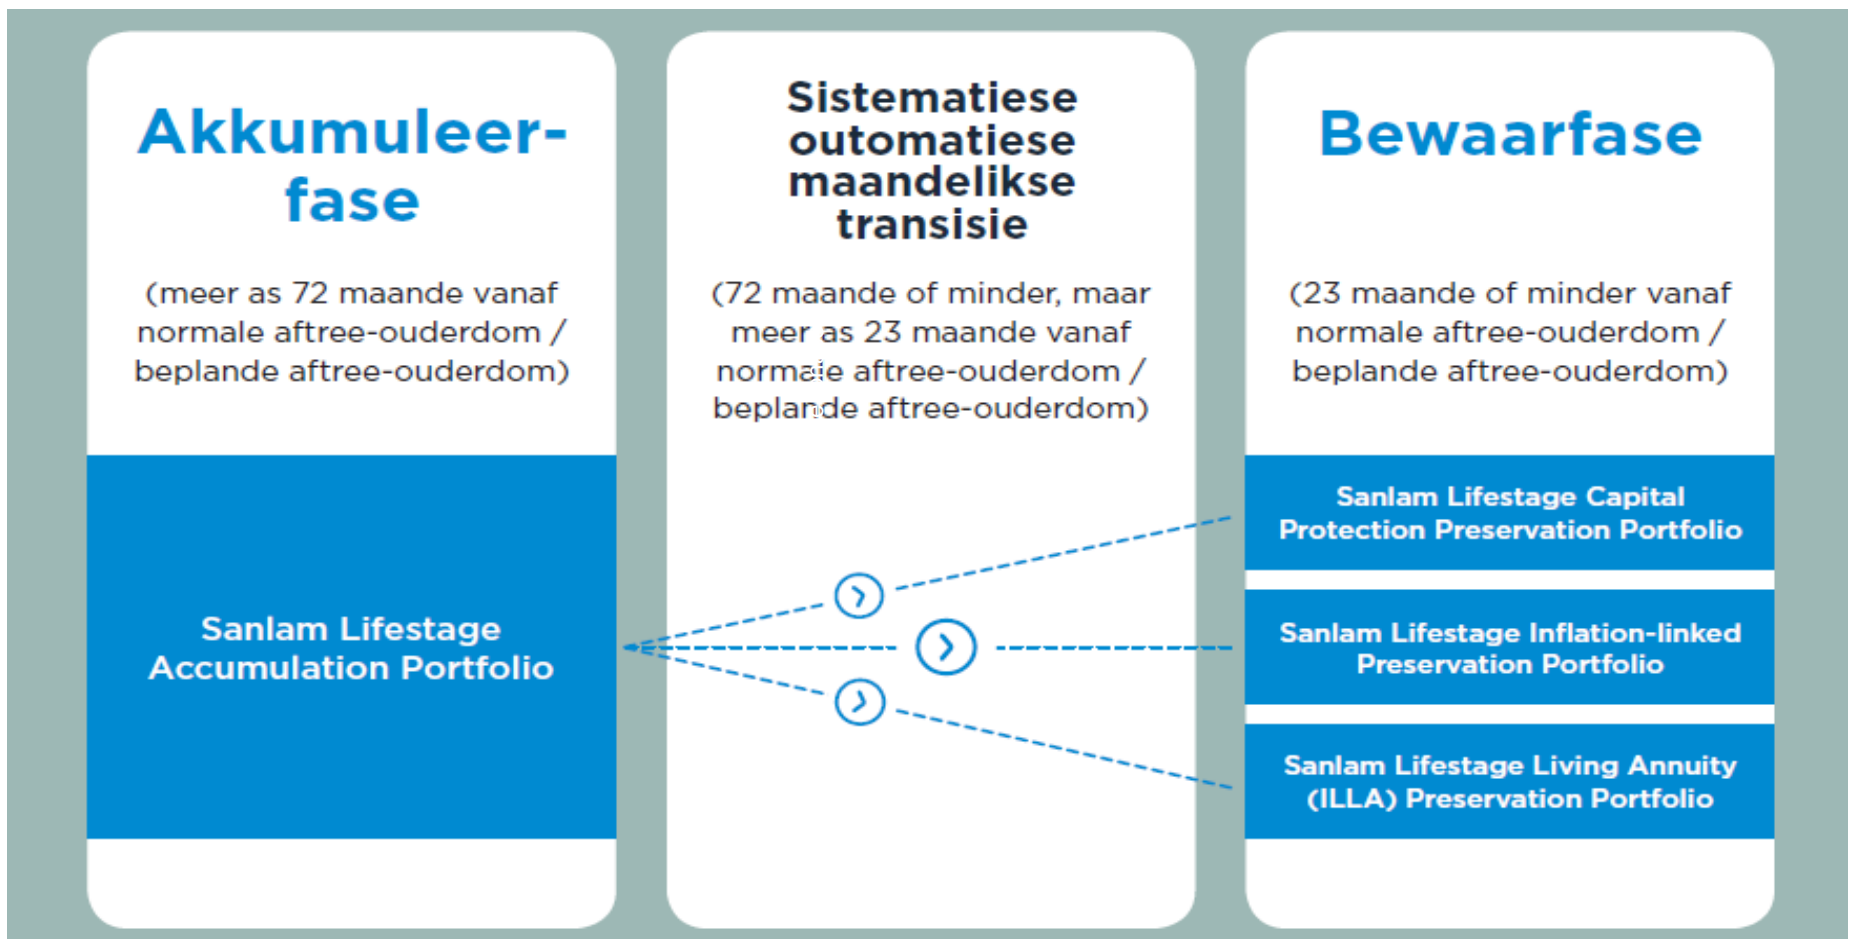 Akkumuleer-
fase
(meer as 72 maande vanaf
normale aftree-ouderdom /
beplande aftree-ouderdom)
Sanlam Lifestage
Accumulation Portfolio
Sistematiese
outomatiese
maandelikse
transisie
(72 maande of minder, maar
meer as 23 maande vanaf
normale aftree-ouderdom /
beplande aftree-ouderdom)
Bewaarfase
(23 maande of minder vanaf
normale aftree-ouderdom /
beplande aftree-ouderdom)
Sanlam Lifestage Capital
Protection Preservation Portfolio
Sanlam Lifestage Inflation-linked
Preservation Portfolio
Sanlam Lifestage Living Annuity
(ILLA) Preservation Portfolio